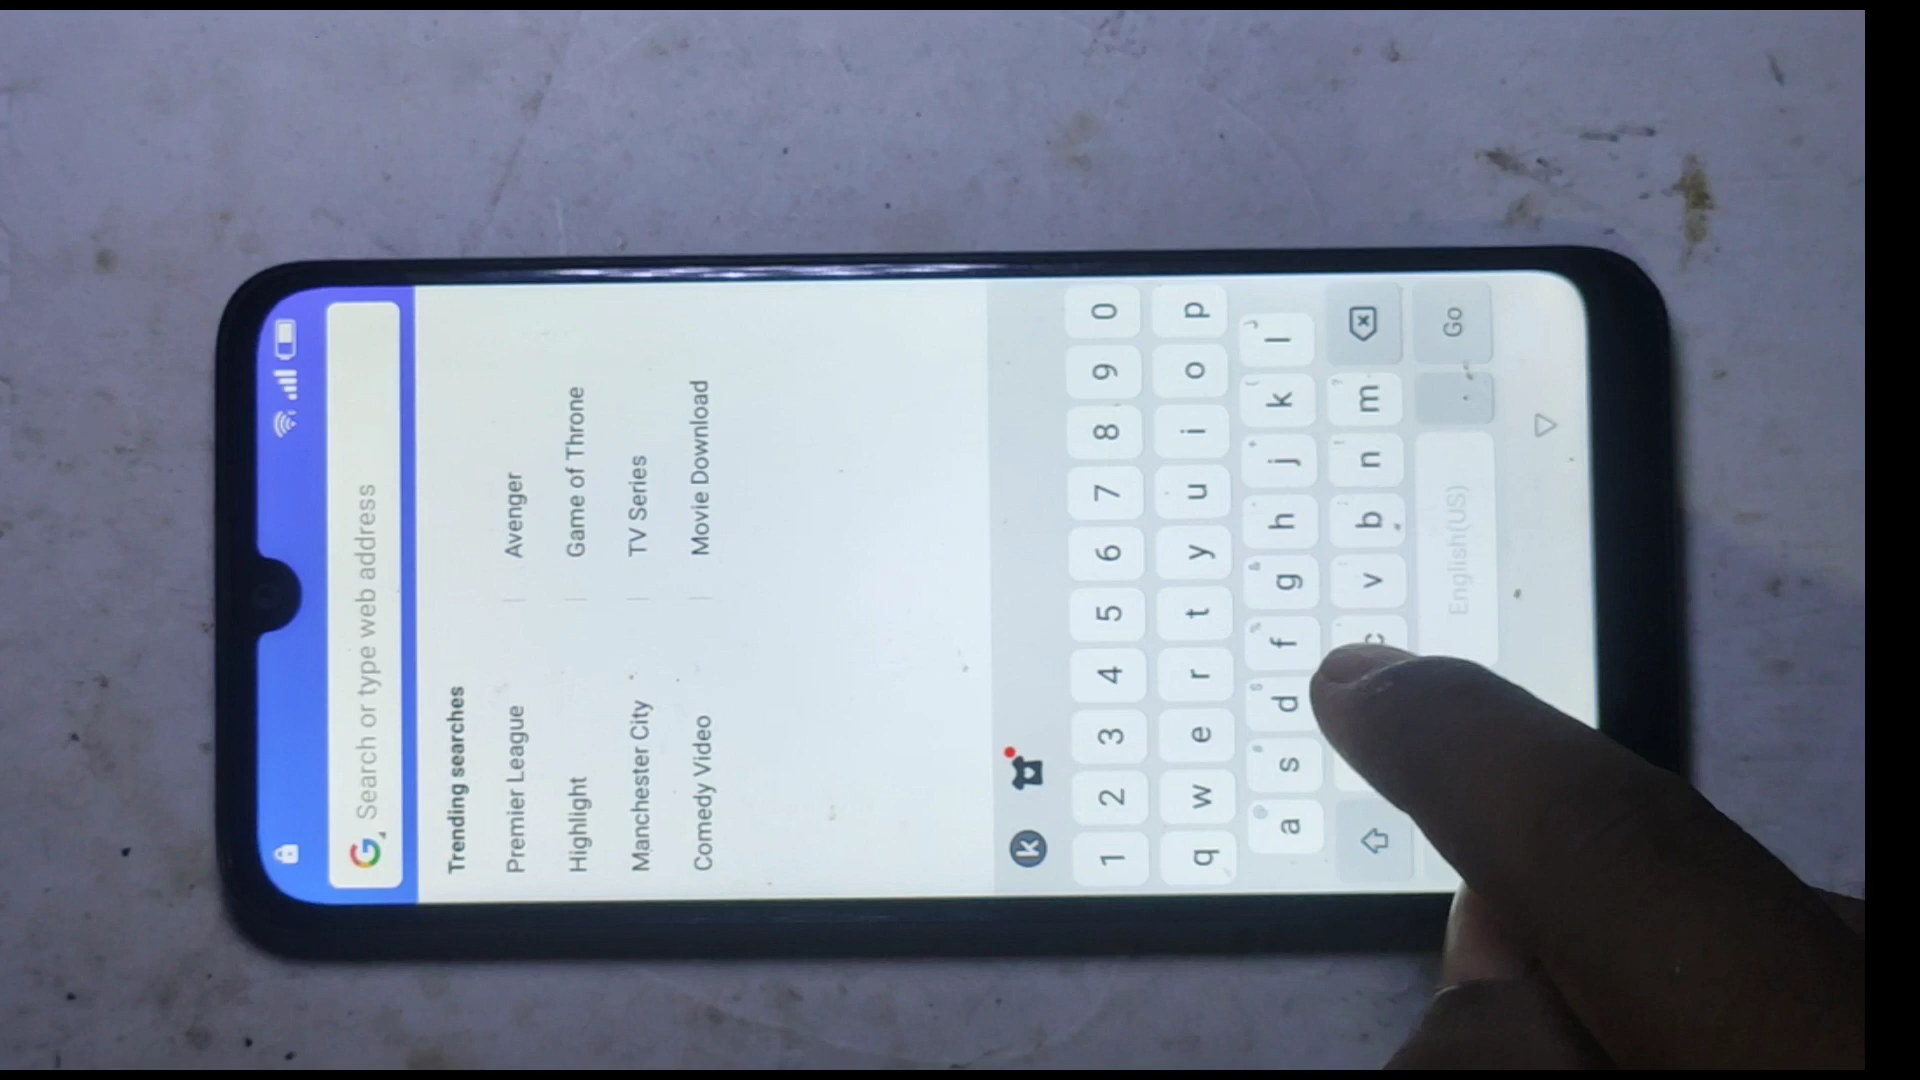 Search or type web address
Trending searches
Premier League | Avenger
Highlight | Game of Throne
Manchester City | TV Series
Comedy Video | Movie Download
k
1 2 3 4 5 6 7 8 9 0
q w e r t y u i o p
a s d f g h j k l
c v b n m
English(US) . Go